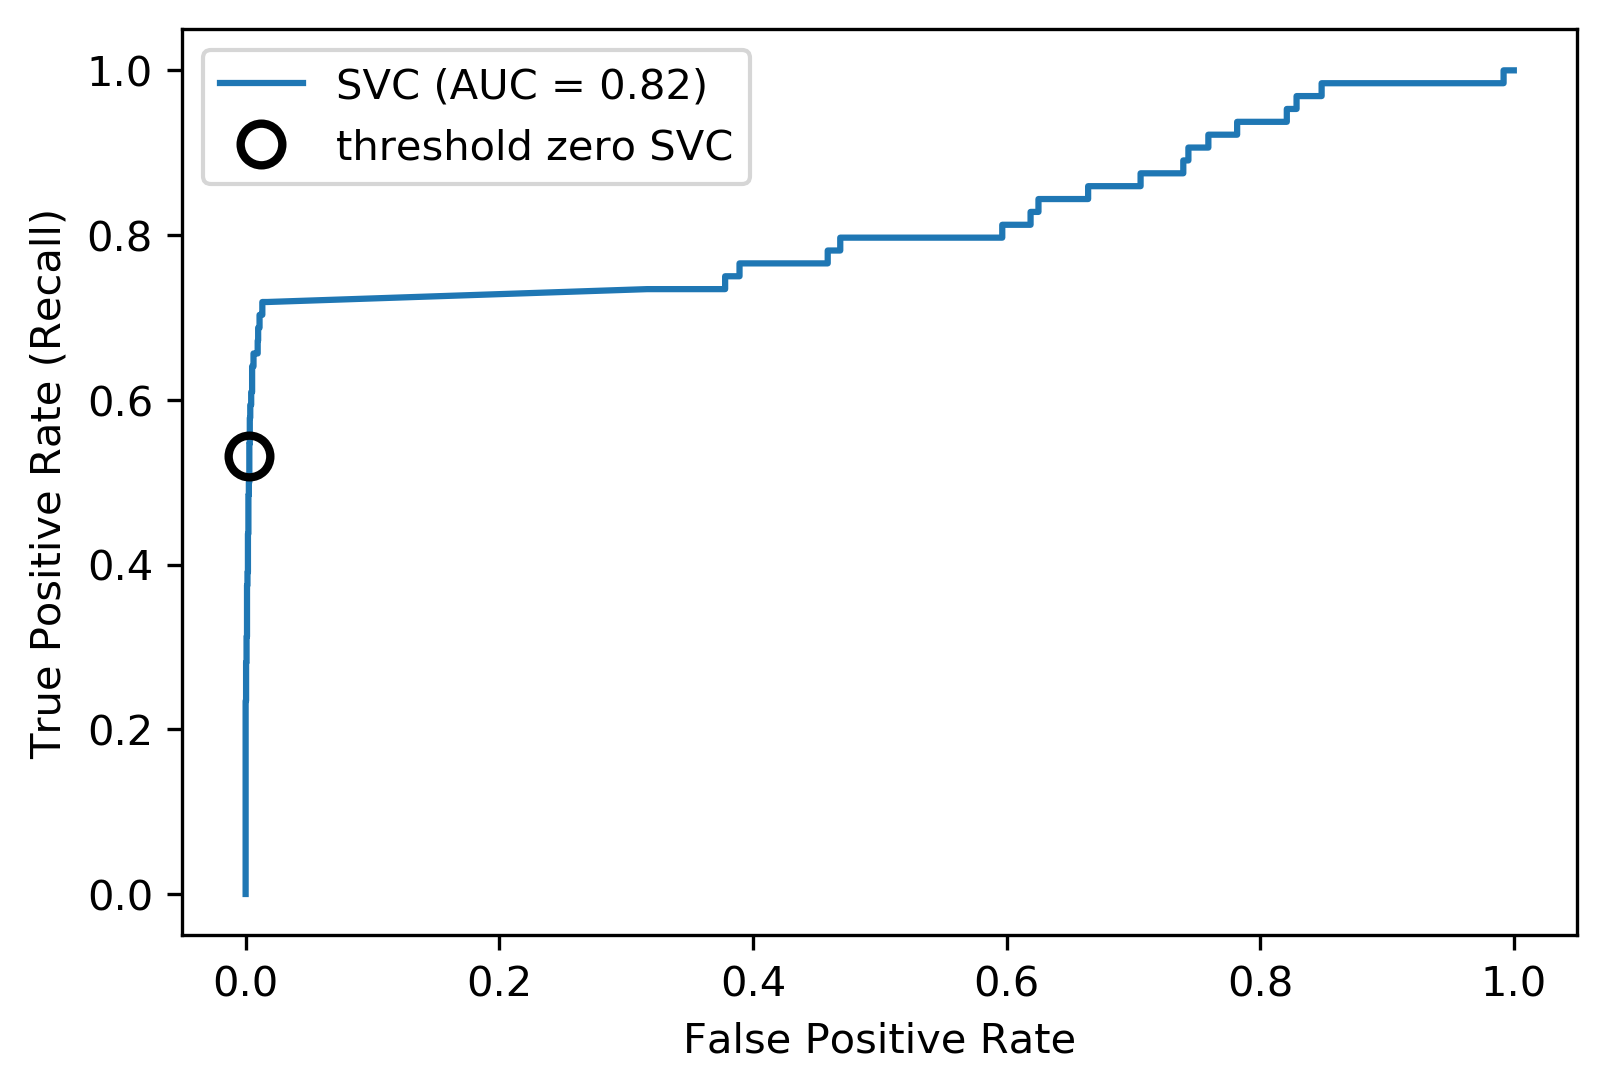 SVC (AUC = 0.82)
threshold zero SVC
True Positive Rate (Recall)
1.0
0.8
0.6
0.4
0.2
0.0
0.0 0.2 0.4 0.6 0.8 1.0
False Positive Rate